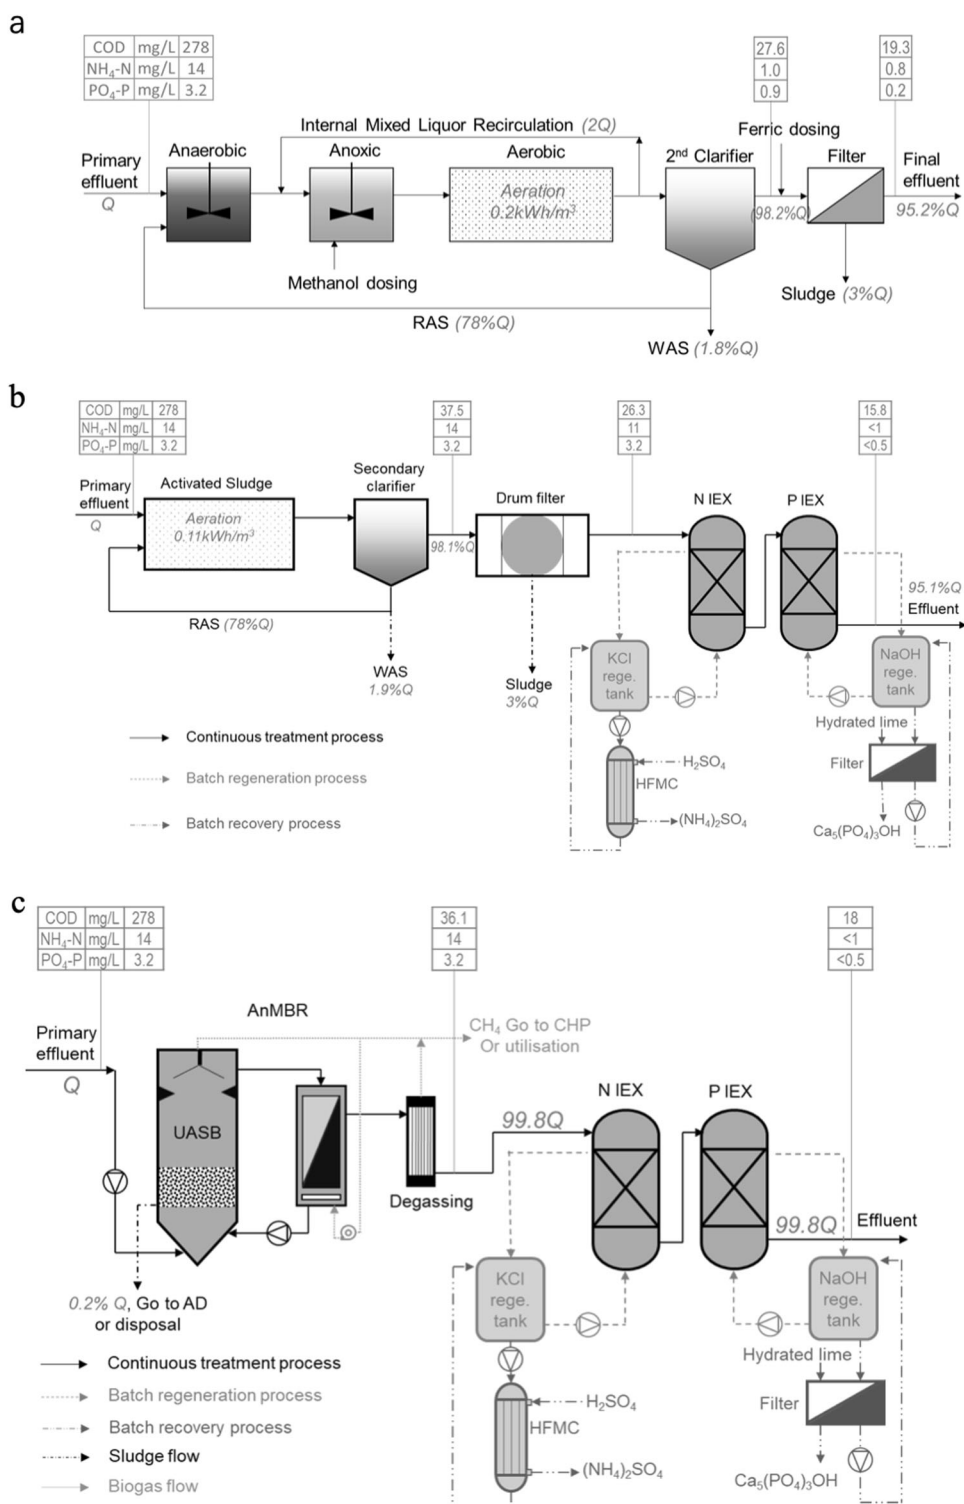 a
COD mg/L 278
NH₄-N mg/L 14
PO₄-P mg/L 3.2
27.6
1.0
0.9
19.3
0.8
0.2
Internal Mixed Liquor Recirculation (2Q)
Ferric dosing
Primary
effluent
Q
Anaerobic
Anoxic
Aerobic
2nd Clarifier
Filter
Final
effluent
Aeration
0.2kWh/m³
(98.2%Q)
95.2%Q
Methanol dosing
Sludge (3%Q)
RAS (78%Q)
WAS (1.8%Q)
b
COD mg/L 278
NH₄-N mg/L 14
PO₄-P mg/L 3.2
37.5
14
3.2
26.3
11
3.2
15.8
<1
<0.5
Primary
effluent
Q
Activated Sludge
Secondary
clarifier
Drum filter
N IEX
P IEX
Aeration
0.11kWh/m³
98.1%Q
95.1%Q
Effluent
RAS (78%Q)
WAS
1.9%Q
Sludge
3%Q
KCl
rege.
tank
NaOH
rege.
tank
Hydrated lime
Filter
H₂SO₄
HFMC
(NH₄)₂SO₄
Ca₅(PO₄)₃OH
Continuous treatment process
Batch regeneration process
Batch recovery process
c
COD mg/L 278
NH₄-N mg/L 14
PO₄-P mg/L 3.2
36.1
14
3.2
18
<1
<0.5
AnMBR
Primary
effluent
Q
CH₄ Go to CHP
Or utilisation
UASB
Degassing
99.8Q
N IEX
P IEX
99.8Q
Effluent
0.2% Q, Go to AD
or disposal
KCl
rege.
tank
NaOH
rege.
tank
Hydrated lime
Filter
H₂SO₄
HFMC
(NH₄)₂SO₄
Ca₅(PO₄)₃OH
Continuous treatment process
Batch regeneration process
Batch recovery process
Sludge flow
Biogas flow